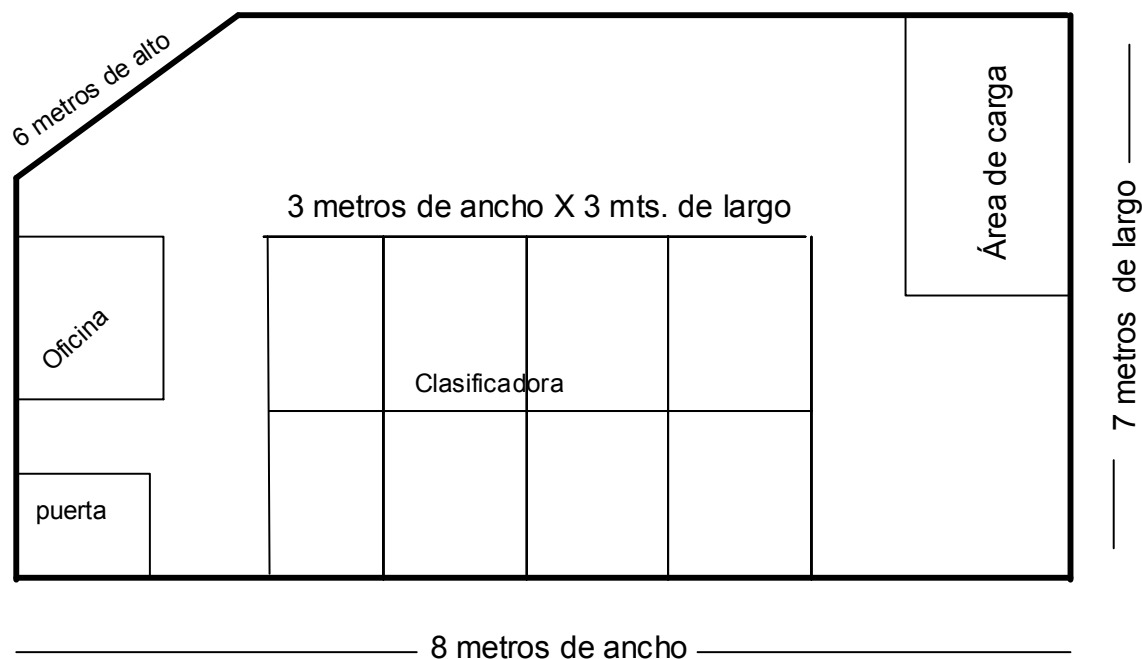 6 metros de alto
Área de carga
3 metros de ancho X 3 mts. de largo
7 metros de largo
Oficina
Clasificadora
puerta
8 metros de ancho